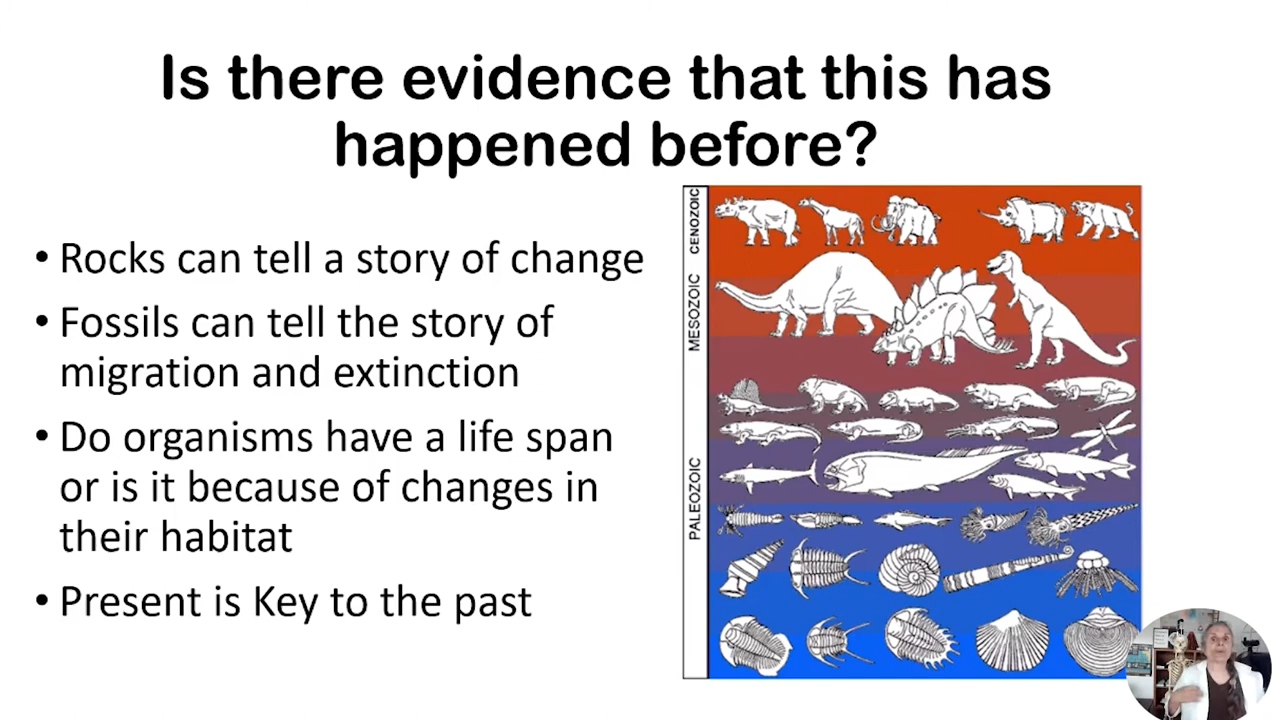 Is there evidence that this has
happened before?
• Rocks can tell a story of change
• Fossils can tell the story of
migration and extinction
• Do organisms have a life span
or is it because of changes in
their habitat
• Present is Key to the past
CENOZOIC
MESOZOIC
PALEOZOIC